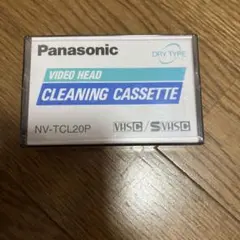 Panasonic
DRY TYPE
VIDEO HEAD
CLEANING CASSETTE
NV-TCL20P
VHS C / S VHS C